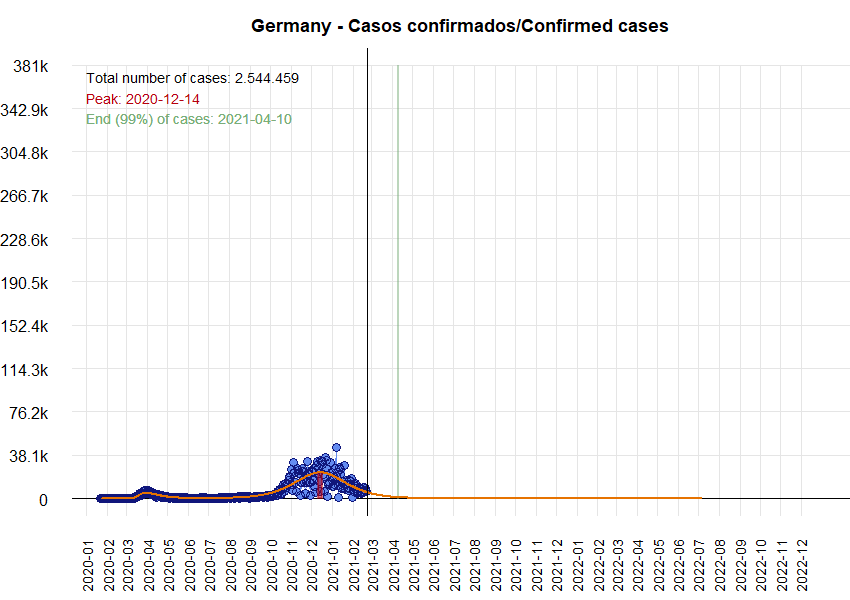 Germany - Casos confirmados/Confirmed cases
381k
Total number of cases: 2.544.459
Peak: 2020-12-14
342.9k
End (99%) of cases: 2021-04-10
304.8k
266.7k
228.6k
190.5k
152.4k
114.3k
76.2k
38.1k
0
2020-01
2020-02
2020-03
2020-04
2020-05
2020-06
2020-07
2020-08
2020-09
2020-10
2020-11
2020-12
2021-01
2021-02
2021-03
2021-04
2021-05
2021-06
2021-07
2021-08
2021-09
2021-10
2021-11
2021-12
2022-01
2022-02
2022-03
2022-04
2022-05
2022-06
2022-07
2022-08
2022-09
2022-10
2022-11
2022-12